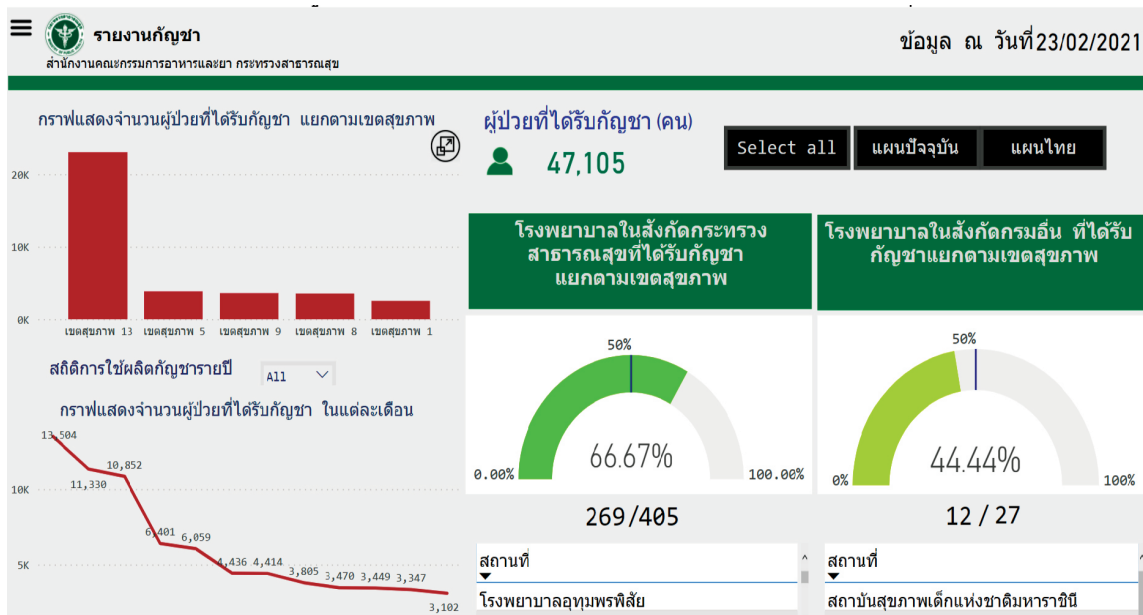 รายงานกัญชา
สำนักงานคณะกรรมการอาหารและยา กระทรวงสาธารณสุข
ข้อมูล ณ วันที่ 23/02/2021
กราฟแสดงจำนวนผู้ป่วยที่ได้รับกัญชา แยกตามเขตสุขภาพ
20K
10K
0K
เขตสุขภาพ 13 เขตสุขภาพ 5 เขตสุขภาพ 9 เขตสุขภาพ 8 เขตสุขภาพ 1
สถิติการใช้ผลิตกัญชารายปี
All
กราฟแสดงจำนวนผู้ป่วยที่ได้รับกัญชา ในแต่ละเดือน
13,504
11,330
10,852
6,401
6,059
4,436
4,414
3,805
3,470
3,449
3,347
3,102
10K
5K
ผู้ป่วยที่ได้รับกัญชา (คน)
47,105
Select all
แผนปัจจุบัน
แผนไทย
โรงพยาบาลในสังกัดกระทรวง
สาธารณสุขที่ได้รับกัญชา
แยกตามเขตสุขภาพ
50%
66.67%
0.00%
100.00%
269/405
สถานที่
โรงพยาบาลอุทุมพรพิสัย
โรงพยาบาลในสังกัดกรมอื่น ที่ได้รับ
กัญชาแยกตามเขตสุขภาพ
50%
44.44%
0%
100%
12 / 27
สถานที่
สถาบันสุขภาพเด็กแห่งชาติมหาราชินี